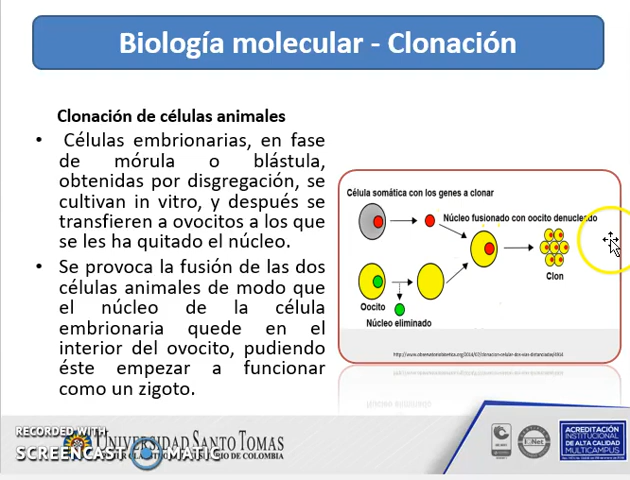 Biología molecular - Clonación
Clonación de células animales
• Células embrionarias, en fase
de mórula o blástula,
obtenidas por disgregación, se
cultivan in vitro, y después se
transfieren a ovocitos a los que
se les ha quitado el núcleo.
• Se provoca la fusión de las dos
células animales de modo que
el núcleo de la célula
embrionaria quede en el
interior del ovocito, pudiendo
éste empezar a funcionar
como un zigoto.
Célula somática con los genes a clonar
Núcleo fusionado con oocito denucleado
Clon
Oocito
Núcleo eliminado
RECORDED WITH
SCREENCAST MATIC
UNIVERSIDAD SANTO TOMAS
DE COLOMBIA
ACREDITACIÓN
INSTITUCIONAL
DE ALTA CALIDAD
MULTICAMPUS